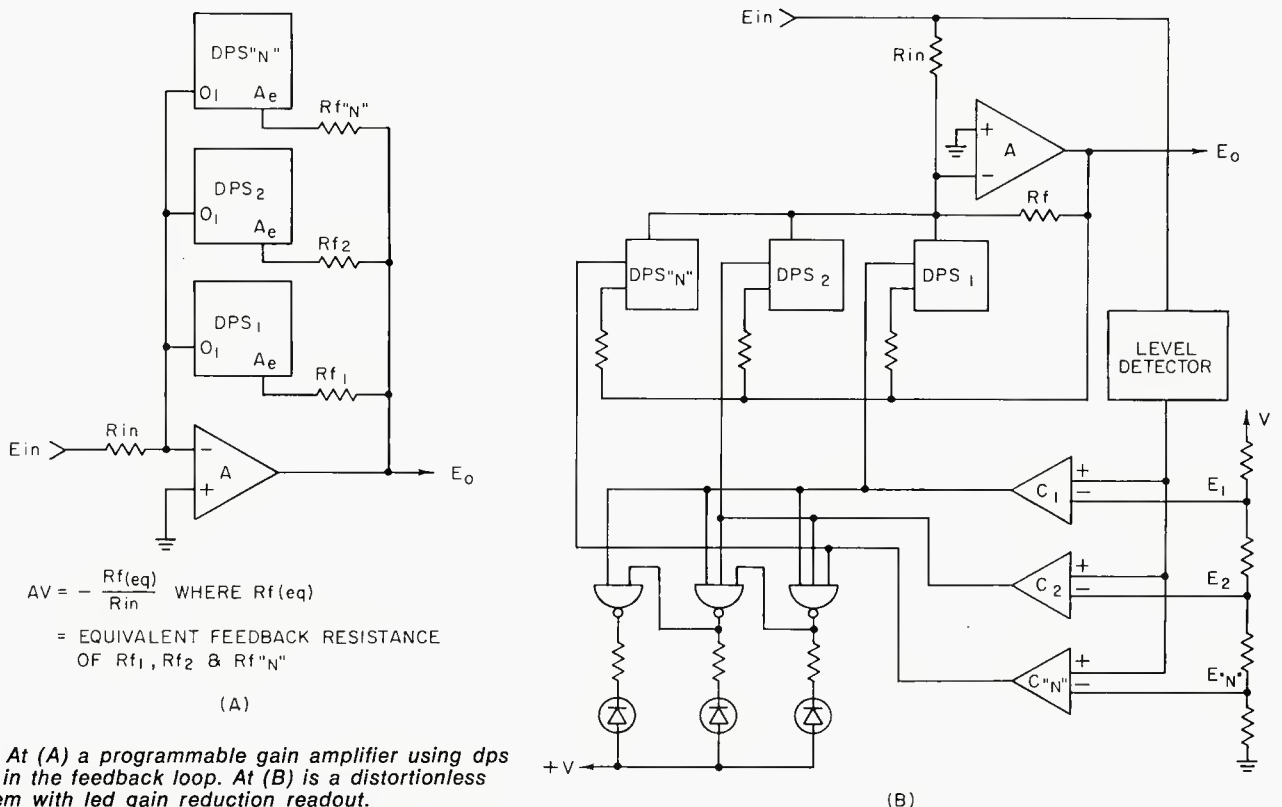 DPS"N"
O1
Ae
Rf"N"
DPS2
O1
Ae
Rf2
DPS1
O1
Ae
Rf1
Ein
Rin
-
A
+
Eo
AV = - Rf(eq)
Rin
WHERE Rf(eq)
= EQUIVALENT FEEDBACK RESISTANCE
OF Rf1, Rf2 & Rf"N"
(A)
Ein
Rin
+
A
-
Eo
Rf
DPS"N"
DPS2
DPS1
LEVEL
DETECTOR
V
C1
+
-
E1
C2
+
-
E2
C"N"
+
-
E"N"
+V
(B)
At (A) a programmable gain amplifier using dps
in the feedback loop. At (B) is a distortionless
em with led gain reduction readout.